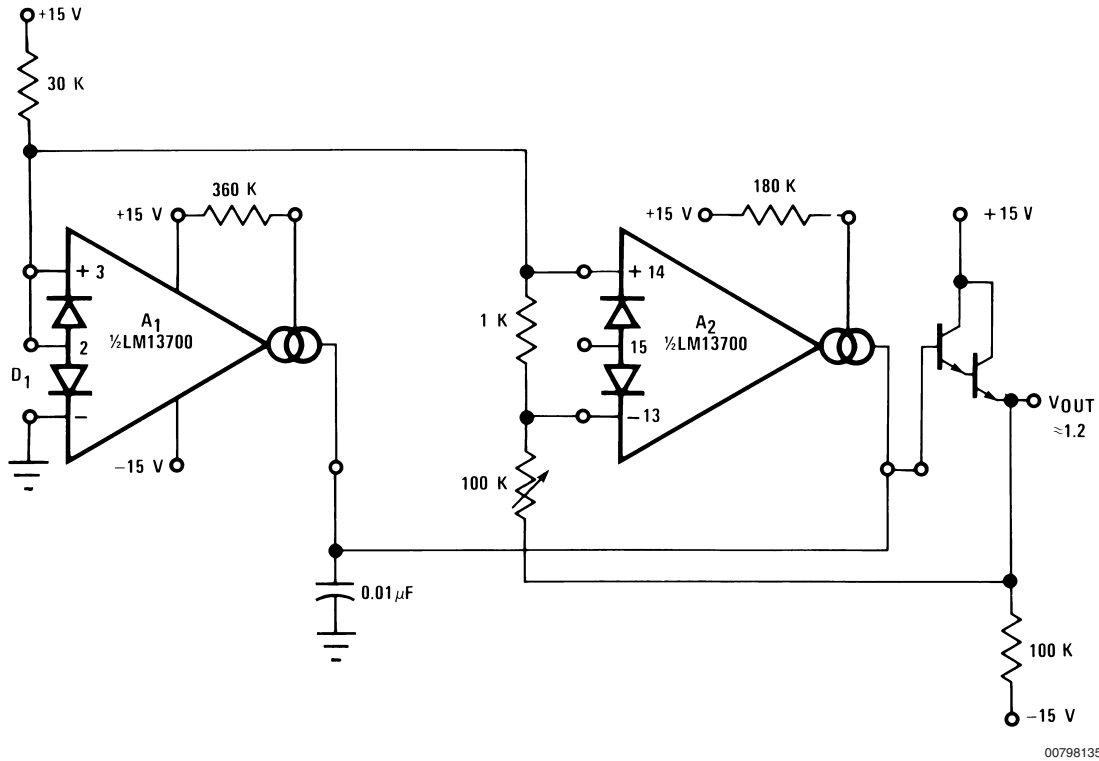 +15 V
30 K
360 K
+15 V
+ 3
A1
½LM13700
2
D1
−
−15 V
0.01 µF
1 K
100 K
180 K
+15 V
+ 14
A2
½LM13700
15
−13
+15 V
VOUT
≈1.2
100 K
−15 V
00798135